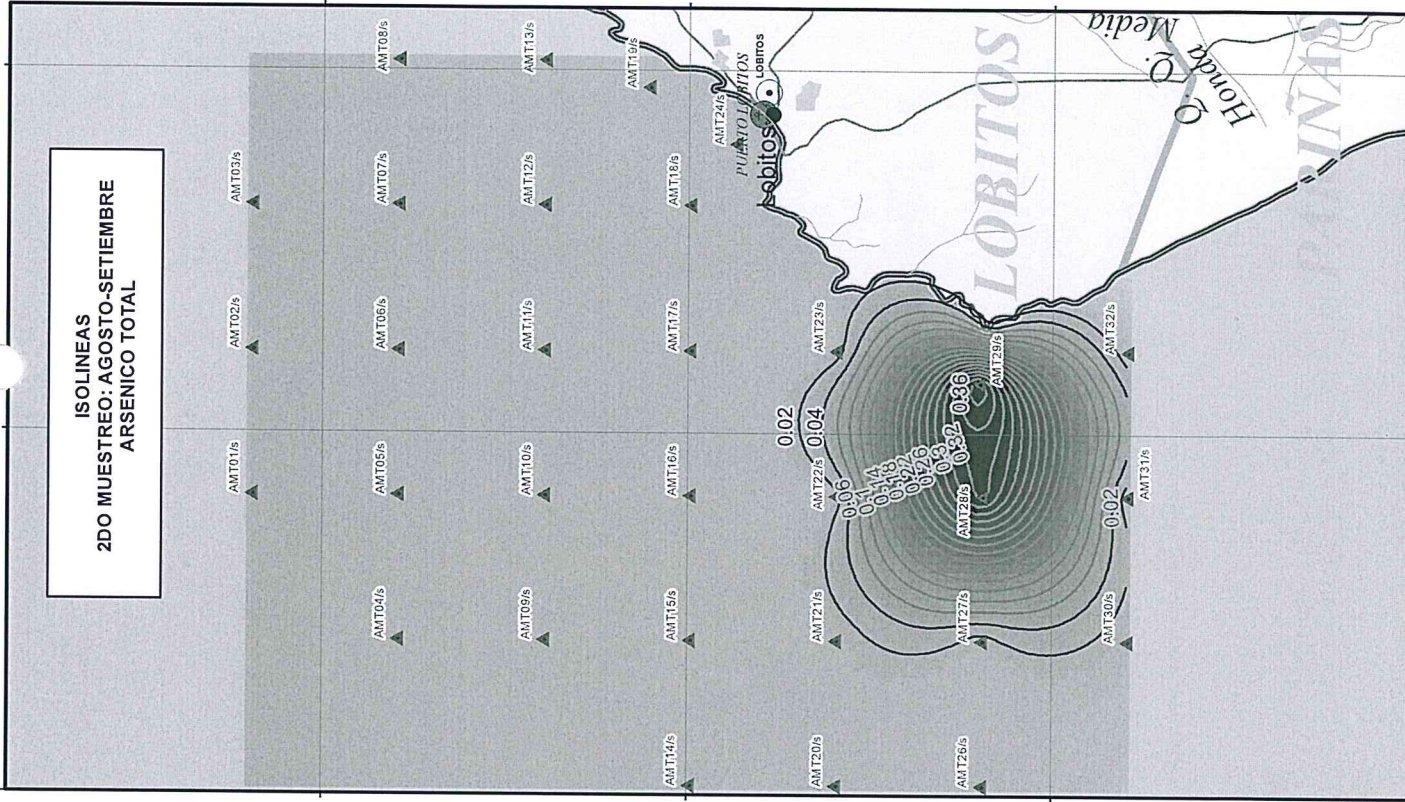 ISOLINEAS
2DO MUESTREO: AGOSTO-SETIEMBRE
ARSENICO TOTAL
AMT03/s
AMT02/s
AMT01/s
AMT08/s
AMT07/s
AMT06/s
AMT05/s
AMT04/s
AMT13/s
AMT12/s
AMT11/s
AMT10/s
AMT09/s
AMT19/s
AMT18/s
AMT17/s
AMT16/s
AMT15/s
AMT14/s
AMT24/s
PUERTO LOBITOS
LOBITOS
Lobitos
AMT23/s
AMT22/s
AMT21/s
AMT20/s
0.02
0.04
0.06
0.1
0.14
0.18
0.22
0.26
0.3
0.32
0.36
AMT29/s
AMT28/s
AMT27/s
AMT26/s
LOBITOS
AMT32/s
AMT31/s
AMT30/s
0.02
Q. Media
Q. Honda
PARIÑAS